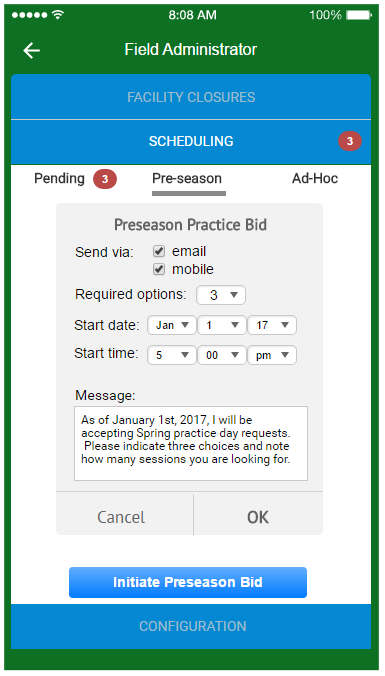 8:08 AM 100%
Field Administrator
FACILITY CLOSURES
SCHEDULING 3
Pending 3 Pre-season Ad-Hoc
Preseason Practice Bid
Send via: email
mobile
Required options: 3
Start date: Jan 1 17
Start time: 5 00 pm
Message:
As of January 1st, 2017, I will be
accepting Spring practice day requests.
Please indicate three choices and note
how many sessions you are looking for.
Cancel OK
Initiate Preseason Bid
CONFIGURATION